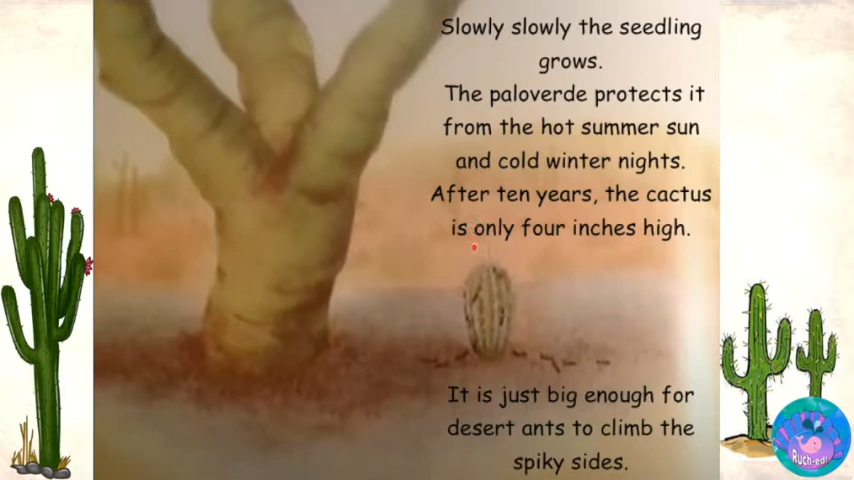 Slowly slowly the seedling
grows.
The paloverde protects it
from the hot summer sun
and cold winter nights.
After ten years, the cactus
is only four inches high.
It is just big enough for
desert ants to climb the
spiky sides.
Ruch-ed!